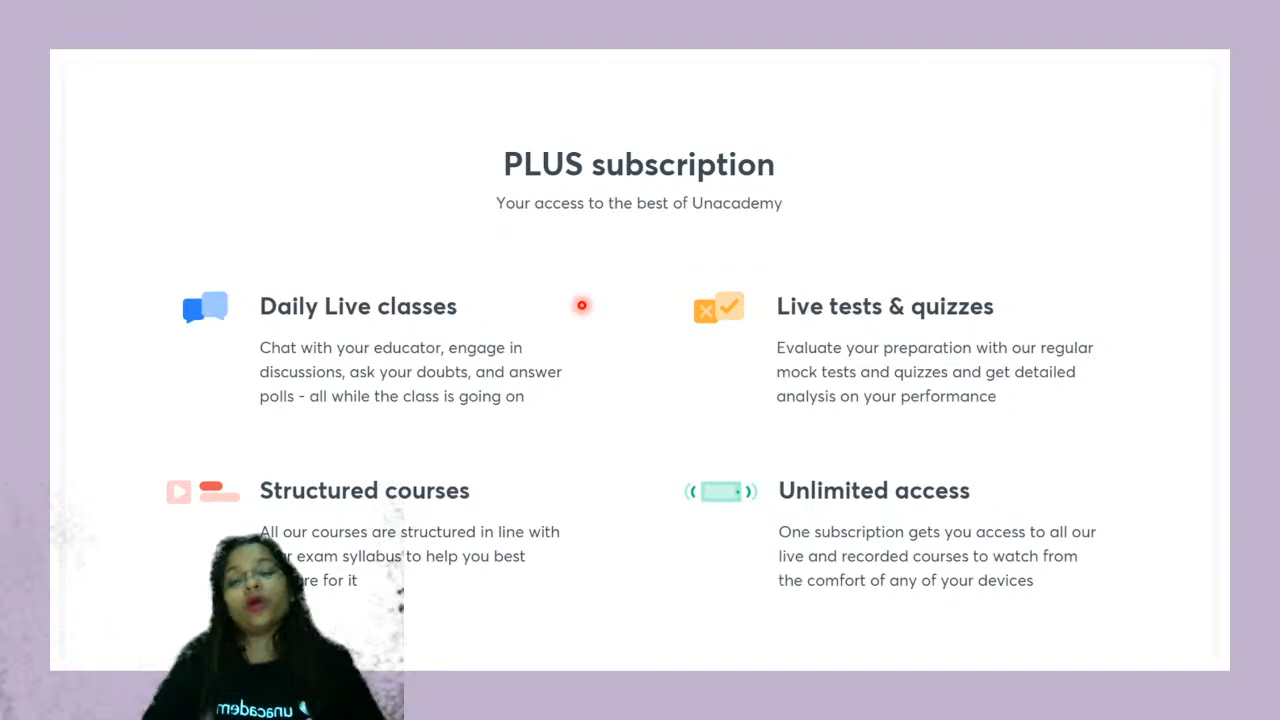 PLUS subscription
Your access to the best of Unacademy
Daily Live classes
Chat with your educator, engage in
discussions, ask your doubts, and answer
polls - all while the class is going on
Live tests & quizzes
Evaluate your preparation with our regular
mock tests and quizzes and get detailed
analysis on your performance
Structured courses
All our courses are structured in line with
exam syllabus to help you best
for it
Unlimited access
One subscription gets you access to all our
live and recorded courses to watch from
the comfort of any of your devices
unacadem